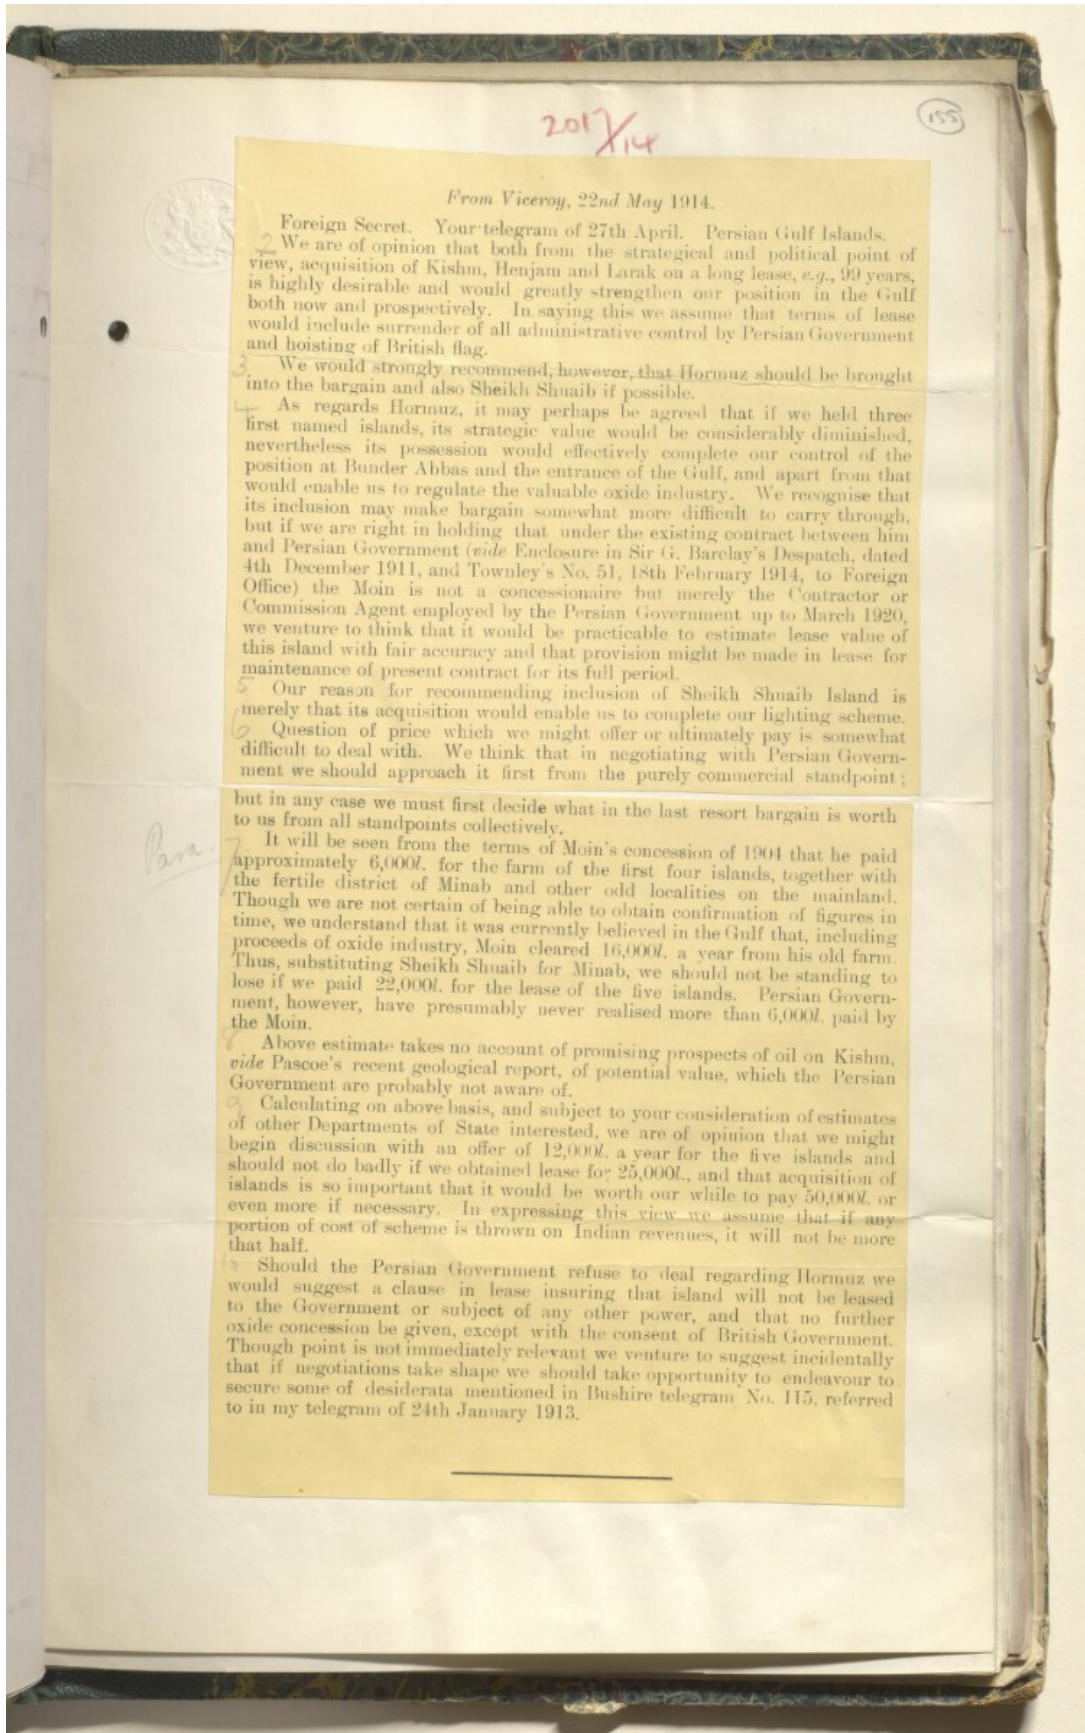 2017/14
155
From Viceroy, 22nd May 1914.
Foreign Secret. Your telegram of 27th April. Persian Gulf Islands.
2 We are of opinion that both from the strategical and political point of
view, acquisition of Kishm, Henjam and Larak on a long lease, e.g., 99 years,
is highly desirable and would greatly strengthen our position in the Gulf
both now and prospectively. In saying this we assume that terms of lease
would include surrender of all administrative control by Persian Government
and hoisting of British flag.
3 We would strongly recommend, however, that Hormuz should be brought
into the bargain and also Sheikh Shuaib if possible.
4 As regards Hormuz, it may perhaps be agreed that if we held three
first named islands, its strategic value would be considerably diminished,
nevertheless its possession would effectively complete our control of the
position at Bunder Abbas and the entrance of the Gulf, and apart from that
would enable us to regulate the valuable oxide industry. We recognise that
its inclusion may make bargain somewhat more difficult to carry through,
but if we are right in holding that under the existing contract between him
and Persian Government (vide Enclosure in Sir G. Barclay's Despatch, dated
4th December 1911, and Townley's No. 51, 18th February 1914, to Foreign
Office) the Moin is not a concessionaire but merely the Contractor or
Commission Agent employed by the Persian Government up to March 1920,
we venture to think that it would be practicable to estimate lease value of
this island with fair accuracy and that provision might be made in lease for
maintenance of present contract for its full period.
5 Our reason for recommending inclusion of Sheikh Shuaib Island is
merely that its acquisition would enable us to complete our lighting scheme.
6 Question of price which we might offer or ultimately pay is somewhat
difficult to deal with. We think that in negotiating with Persian Govern-
ment we should approach it first from the purely commercial standpoint;
but in any case we must first decide what in the last resort bargain is worth
to us from all standpoints collectively.
Para. 7 It will be seen from the terms of Moin's concession of 1904 that he paid
approximately 6,000l. for the farm of the first four islands, together with
the fertile district of Minab and other odd localities on the mainland.
Though we are not certain of being able to obtain confirmation of figures in
time, we understand that it was currently believed in the Gulf that, including
proceeds of oxide industry, Moin cleared 16,000l. a year from his old farm.
Thus, substituting Sheikh Shuaib for Minab, we should not be standing to
lose if we paid 22,000l. for the lease of the five islands. Persian Govern-
ment, however, have presumably never realised more than 6,000l. paid by
the Moin.
8 Above estimate takes no account of promising prospects of oil on Kishm,
vide Pascoe's recent geological report, of potential value, which the Persian
Government are probably not aware of.
9 Calculating on above basis, and subject to your consideration of estimates
of other Departments of State interested, we are of opinion that we might
begin discussion with an offer of 12,000l. a year for the five islands and
should not do badly if we obtained lease for 25,000l., and that acquisition of
islands is so important that it would be worth our while to pay 50,000l. or
even more if necessary. In expressing this view we assume that if any
portion of cost of scheme is thrown on Indian revenues, it will not be more
that half.
10 Should the Persian Government refuse to deal regarding Hormuz we
would suggest a clause in lease insuring that island will not be leased
to the Government or subject of any other power, and that no further
oxide concession be given, except with the consent of British Government.
Though point is not immediately relevant we venture to suggest incidentally
that if negotiations take shape we should take opportunity to endeavour to
secure some of desiderata mentioned in Bushire telegram No. 115, referred
to in my telegram of 24th January 1913.